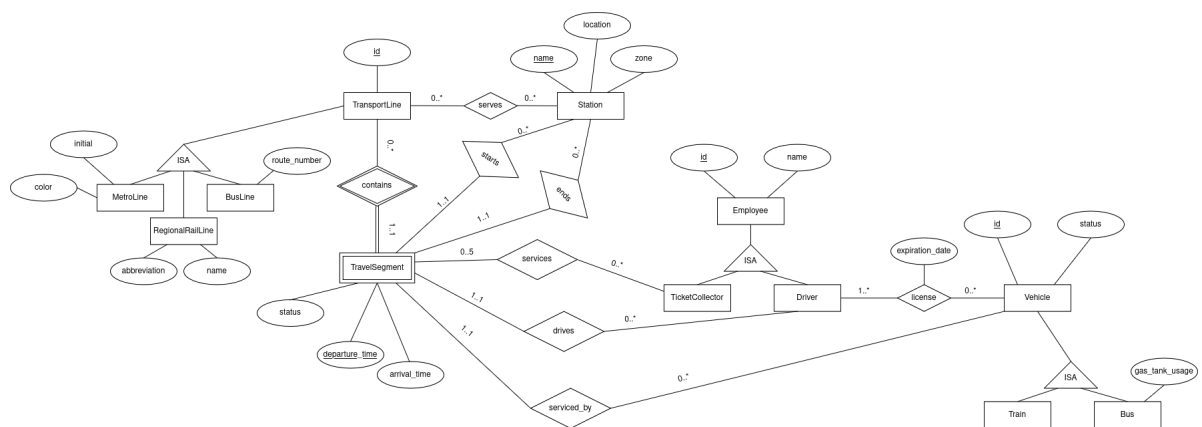 location
id
name
zone
TransportLine
0..*
serves
0..*
Station
0..*
0..*
0..*
starts
initial
ISA
route_number
id
name
contains
color
MetroLine
BusLine
ends
1..1
Employee
id
status
RegionalRailLine
1..1
1..1
0..5
services
expiration_date
abbreviation
name
TravelSegment
0..*
ISA
TicketCollector
Driver
1..*
license
0..*
Vehicle
status
1..1
drives
0..*
1..1
departure_time
arrival_time
0..*
ISA
gas_tank_usage
serviced_by
Train
Bus